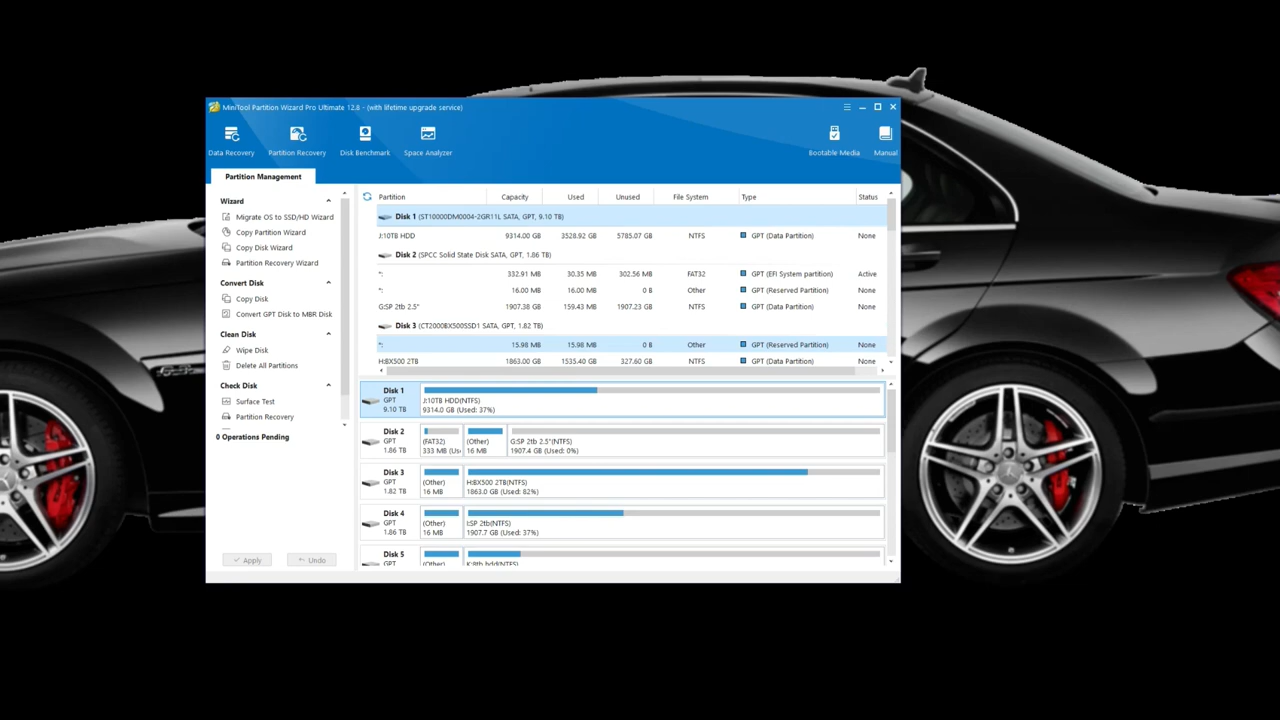 MiniTool Partition Wizard Pro Ultimate 12.8 - (with lifetime upgrade service)
Data Recovery Partition Recovery Disk Benchmark Space Analyzer Bootable Media Manual
Partition Management
Wizard
Migrate OS to SSD/HD Wizard
Copy Partition Wizard
Copy Disk Wizard
Partition Recovery Wizard
Convert Disk
Copy Disk
Convert GPT Disk to MBR Disk
Clean Disk
Wipe Disk
Delete All Partitions
Check Disk
Surface Test
Partition Recovery
0 Operations Pending
Apply Undo
Partition Capacity Used Unused File System Type Status
Disk 1 (ST10000DM0004-2GR11L SATA, GPT, 9.10 TB)
J:10TB HDD 9314.00 GB 3528.92 GB 5785.07 GB NTFS GPT (Data Partition) None
Disk 2 (SPCC Solid State Disk SATA, GPT, 1.86 TB)
*: 332.91 MB 30.35 MB 302.56 MB FAT32 GPT (EFI System partition) Active
*: 16.00 MB 16.00 MB 0 B Other GPT (Reserved Partition) None
G:SP 2tb 2.5" 1907.38 GB 159.43 MB 1907.23 GB NTFS GPT (Data Partition) None
Disk 3 (CT2000BX500SSD1 SATA, GPT, 1.82 TB)
*: 15.98 MB 15.98 MB 0 B Other GPT (Reserved Partition) None
H:BX500 2TB 1863.00 GB 1535.40 GB 327.60 GB NTFS GPT (Data Partition) None
Disk 1
GPT
9.10 TB
J:10TB HDD(NTFS)
9314.0 GB (Used: 37%)
Disk 2
GPT
1.86 TB
(FAT32)
333 MB (Us
(Other)
16 MB
G:SP 2tb 2.5"(NTFS)
1907.4 GB (Used: 0%)
Disk 3
GPT
1.82 TB
(Other)
16 MB
H:BX500 2TB(NTFS)
1863.0 GB (Used: 82%)
Disk 4
GPT
1.86 TB
(Other)
16 MB
I:SP 2tb(NTFS)
1907.7 GB (Used: 37%)
Disk 5
GPT
(Other)
K:8tb hdd(NTFS)